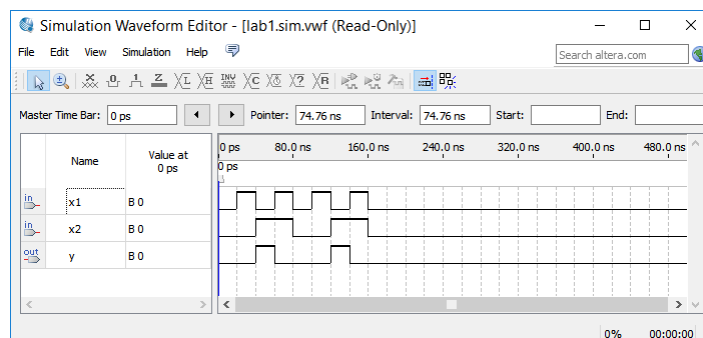 Simulation Waveform Editor - [lab1.sim.vwf (Read-Only)]
File Edit View Simulation Help
Search altera.com
Master Time Bar: 0 ps Pointer: 74.76 ns Interval: 74.76 ns Start: End:
Name Value at 0 ps
0 ps 80.0 ns 160.0 ns 240.0 ns 320.0 ns 400.0 ns 480.0 ns
0 ps
in x1 B 0
in x2 B 0
out y B 0
0% 00:00:00